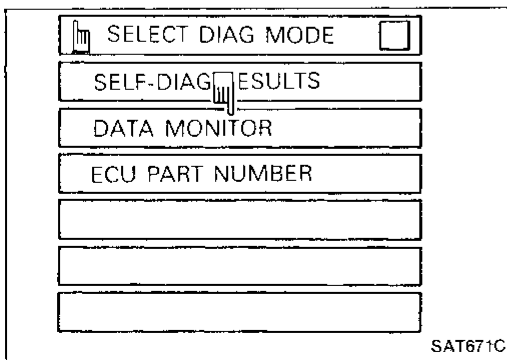 SELECT DIAG MODE
SELF-DIAG ESULTS
DATA MONITOR
ECU PART NUMBER
SAT671C